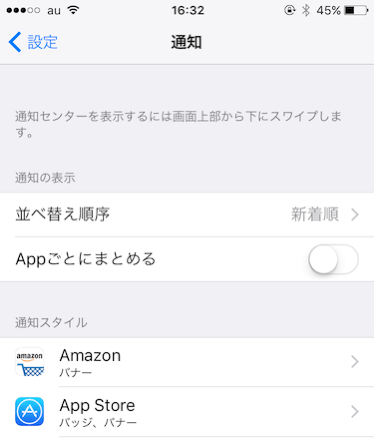 au 16:32 45%
設定 通知
通知センターを表示するには画面上部から下にスワイプしま
す。
通知の表示
並べ替え順序 新着順
Appごとにまとめる
通知スタイル
amazon
Amazon
バナー
App Store
バッジ、バナー